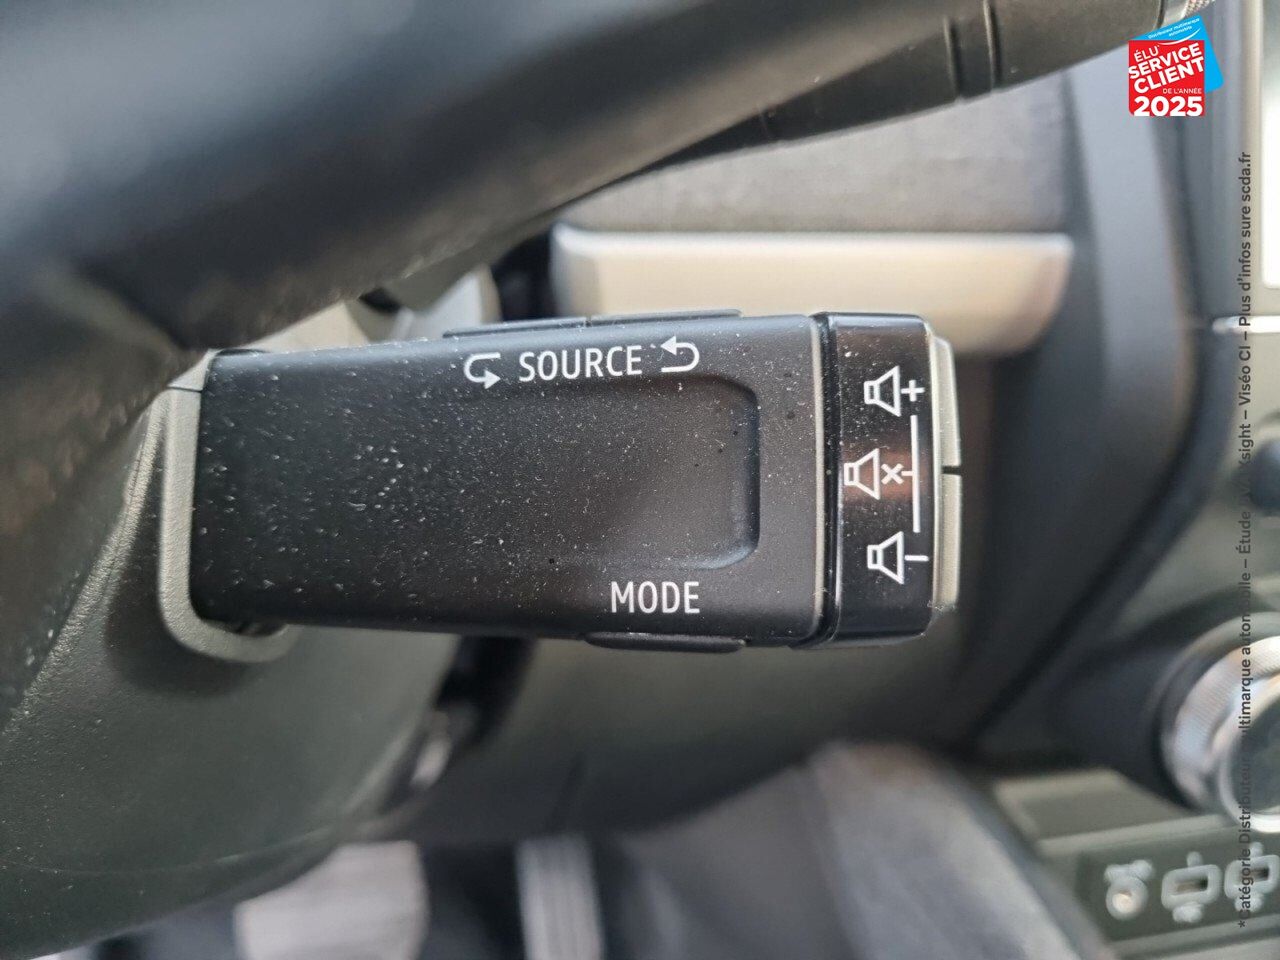 ÉLU
SERVICE
CLIENT
DE L'ANNÉE
2025
SOURCE
MODE
*Catégorie Distributeur multimarque automobile – Étude Ksight – Viséo CI – Plus d'infos sure scda.fr